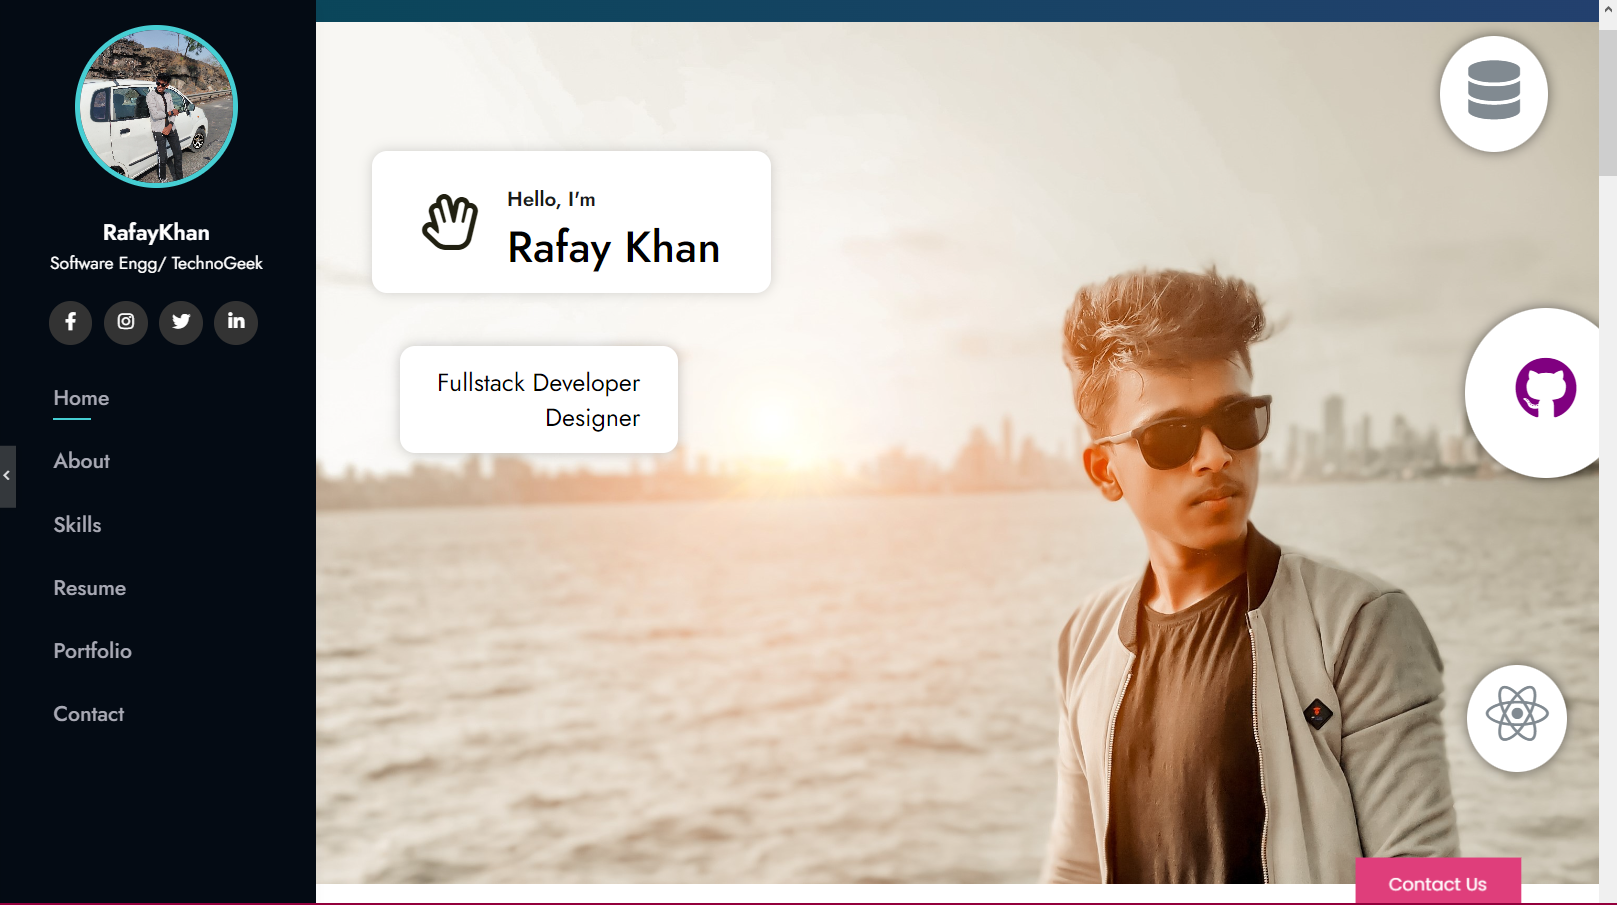 RafayKhan
Software Engg/ TechnoGeek
Home
About
Skills
Resume
Portfolio
Contact
Hello, I'm
Rafay Khan
Fullstack Developer
Designer
Contact Us